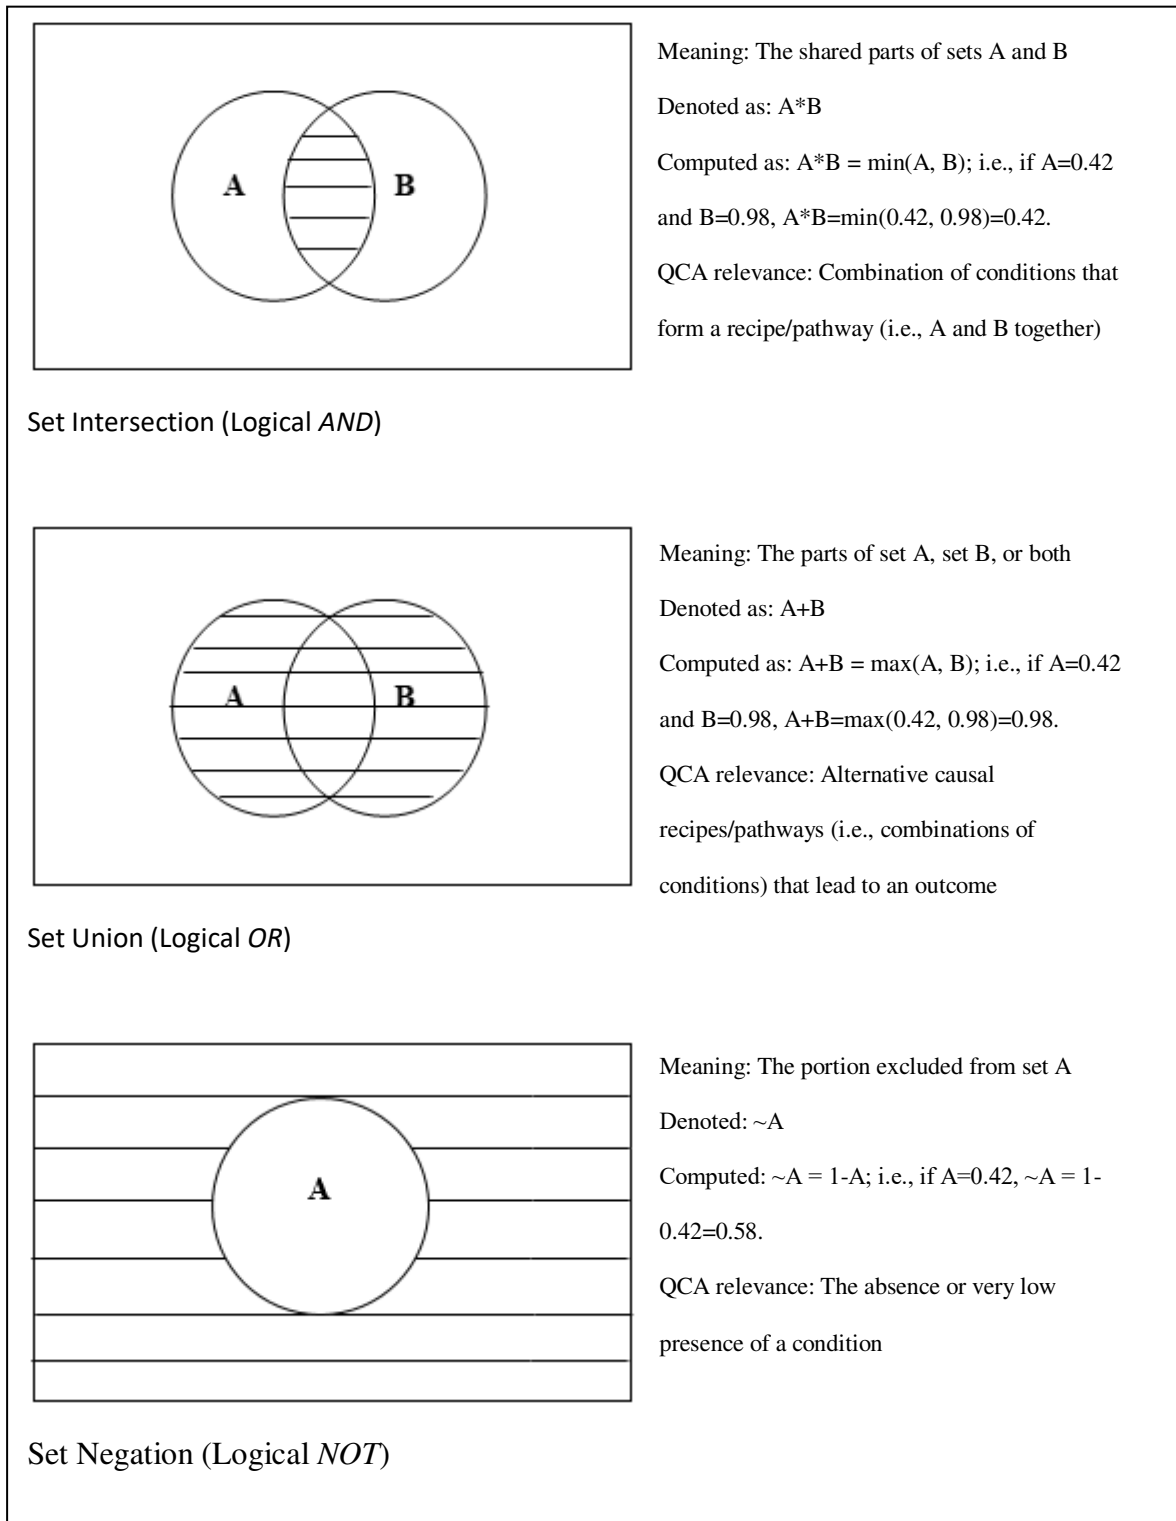 A
B
Meaning: The shared parts of sets A and B
Denoted as: A*B
Computed as: A*B = min(A, B); i.e., if A=0.42
and B=0.98, A*B=min(0.42, 0.98)=0.42.
QCA relevance: Combination of conditions that
form a recipe/pathway (i.e., A and B together)
Set Intersection (Logical AND)
A
B
Meaning: The parts of set A, set B, or both
Denoted as: A+B
Computed as: A+B = max(A, B); i.e., if A=0.42
and B=0.98, A+B=max(0.42, 0.98)=0.98.
QCA relevance: Alternative causal
recipes/pathways (i.e., combinations of
conditions) that lead to an outcome
Set Union (Logical OR)
A
Meaning: The portion excluded from set A
Denoted: ~A
Computed: ~A = 1-A; i.e., if A=0.42, ~A = 1-
0.42=0.58.
QCA relevance: The absence or very low
presence of a condition
Set Negation (Logical NOT)